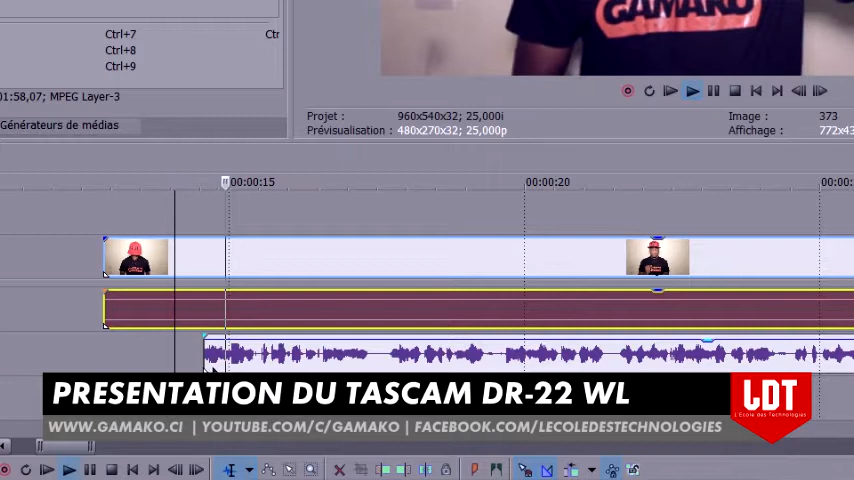 GAMAKO
Ctrl+7
Ctr
Ctrl+8
Ctrl+9
01:58,07; MPEG Layer-3
Générateurs de médias
Projet : 960x540x32; 25,000i
Image : 373
Prévisualisation : 480x270x32; 25,000p
Affichage : 772x43
00:00:15
00:00:20
00:00:
PRESENTATION DU TASCAM DR-22 WL
WWW.GAMAKO.CI | YOUTUBE.COM/C/GAMAKO | FACEBOOK.COM/LECOLEDESTECHNOLOGIES
LDT
L'Ecole des Technologies